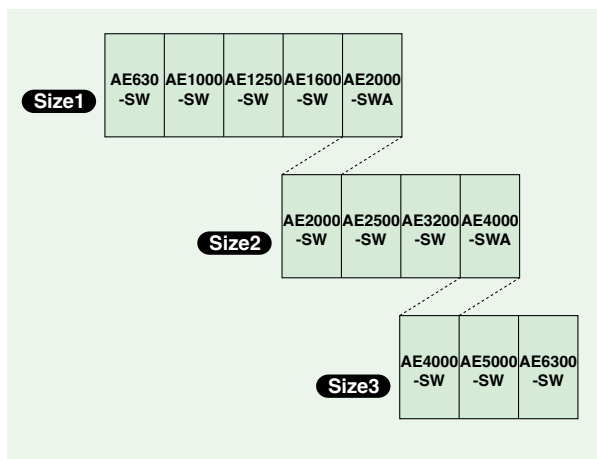 AE630 AE1000 AE1250 AE1600 AE2000
-SW -SW -SW -SW -SWA
Size1
AE2000 AE2500 AE3200 AE4000
-SW -SW -SW -SWA
Size2
AE4000 AE5000 AE6300
-SW -SW -SW
Size3